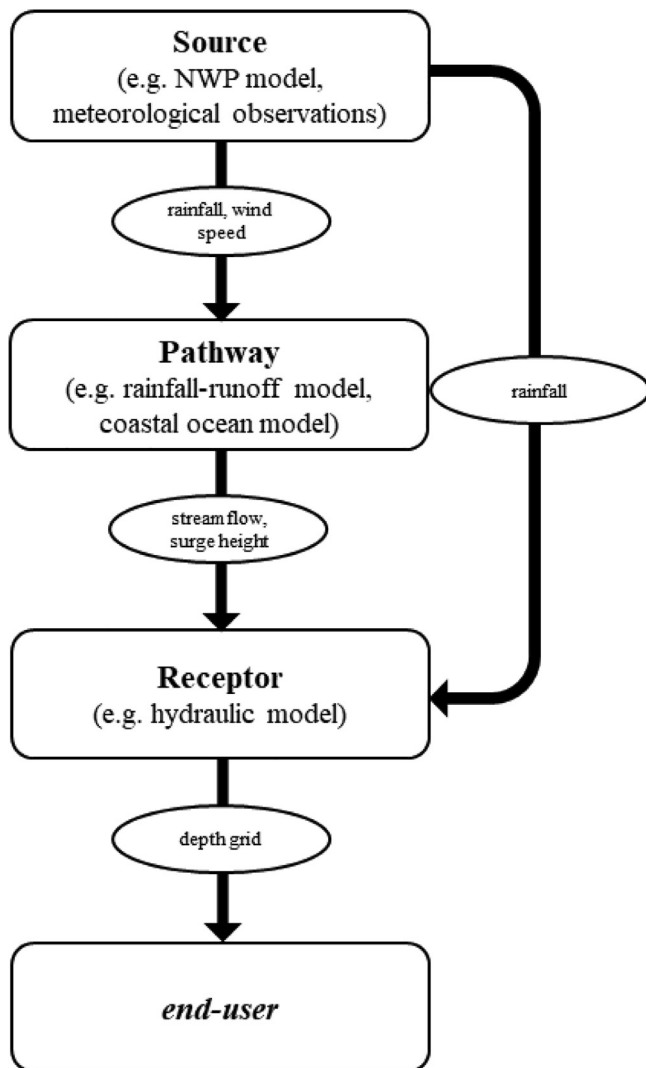 Source
(e.g. NWP model,
meteorological observations)
rainfall, wind
speed
Pathway
(e.g. rainfall-runoff model,
coastal ocean model)
rainfall
stream flow,
surge height
Receptor
(e.g. hydraulic model)
depth grid
end-user